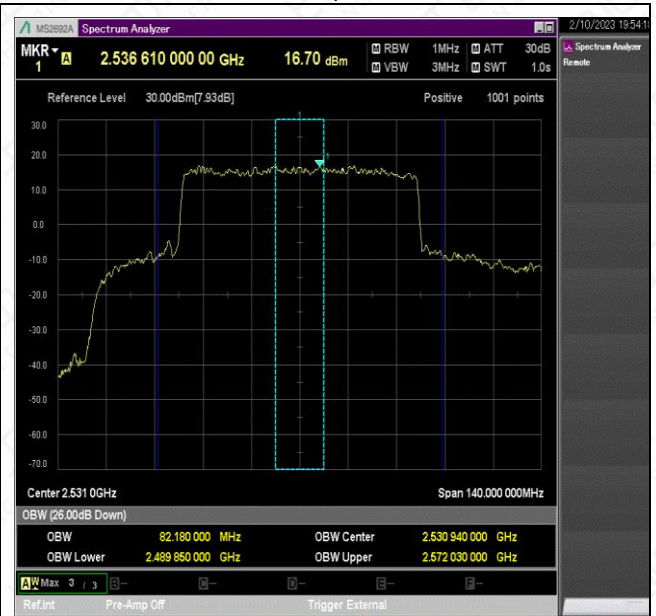 MS2692A Spectrum Analyzer
2/10/2023 19:54:1
MKR 1 A 2.536 610 000 00 GHz 16.70 dBm
M RBW 1MHz M ATT 30dB
M VBW 3MHz M SWT 1.0s
Spectrum Analyzer
Remote
Reference Level 30.00dBm[7.93dB] Positive 1001 points
1
30.0
20.0
1
10.0
0.0
-10.0
-20.0
-30.0
-40.0
-50.0
-60.0
-70.0
Center 2.531 0GHz Span 140.000 000MHz
OBW (26.00dB Down)
OBW 82.180 000 MHz OBW Center 2.530 940 000 GHz
OBW Lower 2.489 850 000 GHz OBW Upper 2.572 030 000 GHz
A W Max 3 / 3 B- C- D- E- F-
Ref.Int Pre-Amp Off Trigger External